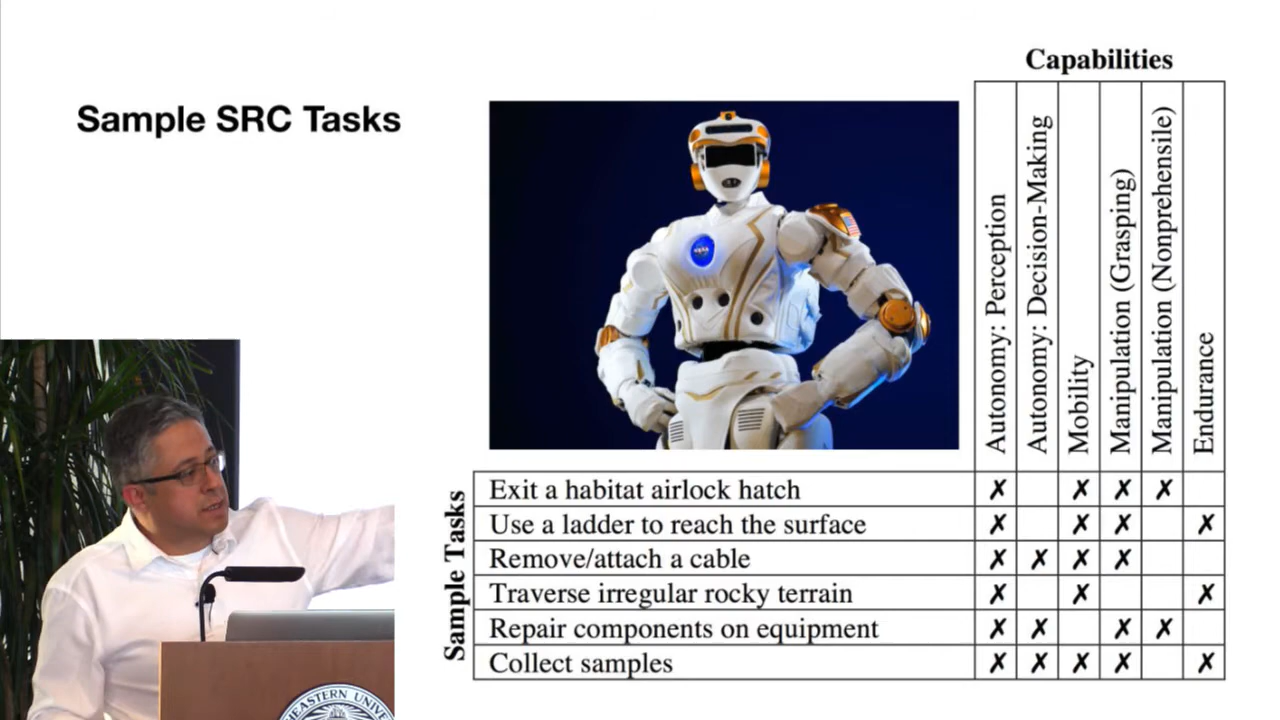 Sample SRC Tasks
Capabilities
Autonomy: Perception
Autonomy: Decision-Making
Mobility
Manipulation (Grasping)
Manipulation (Nonprehensile)
Endurance
Sample Tasks
Exit a habitat airlock hatch ✗ ✗ ✗ ✗
Use a ladder to reach the surface ✗ ✗ ✗ ✗
Remove/attach a cable ✗ ✗ ✗ ✗
Traverse irregular rocky terrain ✗ ✗ ✗
Repair components on equipment ✗ ✗ ✗ ✗
Collect samples ✗ ✗ ✗ ✗ ✗
NASA
EASTERN UNIVE